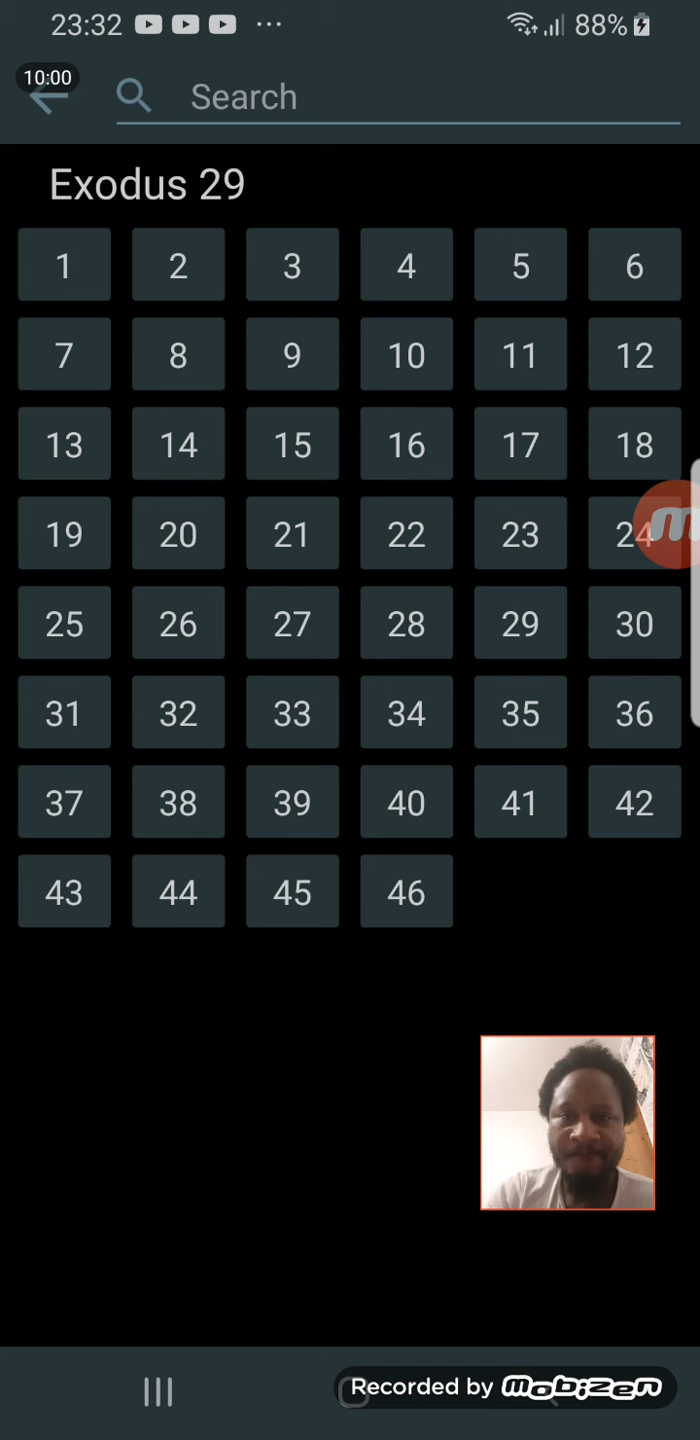 23:32 ... 88%
10:00
Search
Exodus 29
1 2 3 4 5 6
7 8 9 10 11 12
13 14 15 16 17 18
19 20 21 22 23 24
25 26 27 28 29 30
31 32 33 34 35 36
37 38 39 40 41 42
43 44 45 46
Recorded by mobizen